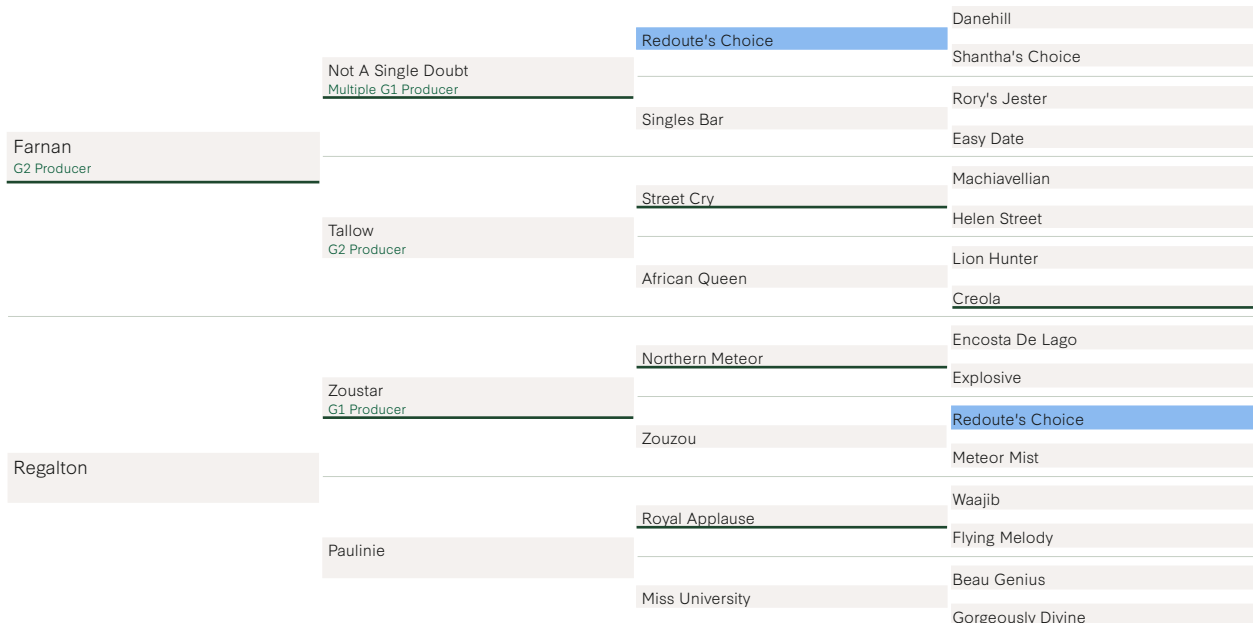 Farnan
G2 Producer
Regalton
Not A Single Doubt
Multiple G1 Producer
Tallow
G2 Producer
Zoustar
G1 Producer
Paulinie
Redoute's Choice
Singles Bar
Street Cry
African Queen
Northern Meteor
Zouzou
Royal Applause
Miss University
Danehill
Shantha's Choice
Rory's Jester
Easy Date
Machiavellian
Helen Street
Lion Hunter
Creola
Encosta De Lago
Explosive
Redoute's Choice
Meteor Mist
Waajib
Flying Melody
Beau Genius
Gorgeously Divine